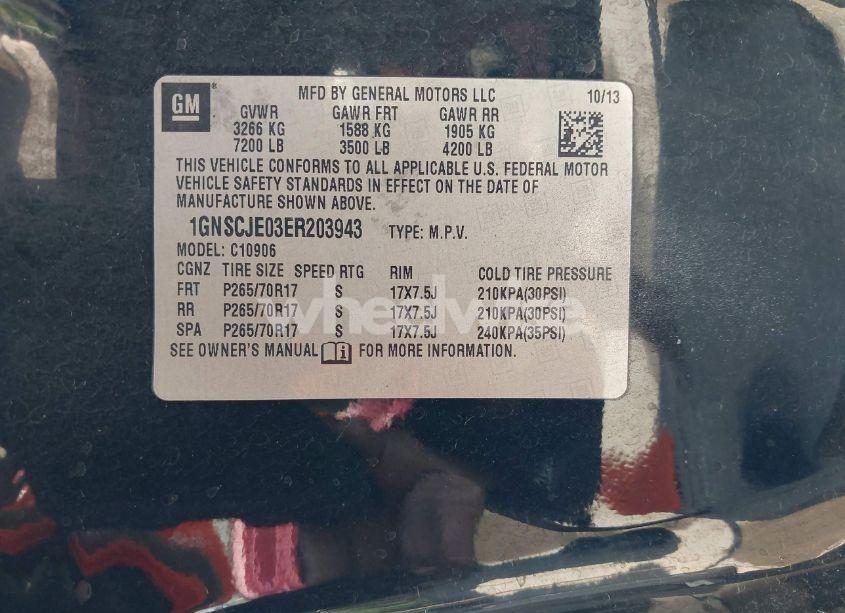 GM
MFD BY GENERAL MOTORS LLC 10/13
GVWR GAWR FRT GAWR RR
3266 KG 1588 KG 1905 KG
7200 LB 3500 LB 4200 LB
THIS VEHICLE CONFORMS TO ALL APPLICABLE U.S. FEDERAL MOTOR
VEHICLE SAFETY STANDARDS IN EFFECT ON THE DATE OF
MANUFACTURE SHOWN ABOVE.
1GNSCJE03ER203943 TYPE: M.P.V.
MODEL: C10906
CGNZ TIRE SIZE SPEED RTG RIM COLD TIRE PRESSURE
FRT P265/70R17 S 17X7.5J 210KPA(30PSI)
RR P265/70R17 S 17X7.5J 210KPA(30PSI)
SPA P265/70R17 S 17X7.5J 240KPA(35PSI)
SEE OWNER'S MANUAL FOR MORE INFORMATION.